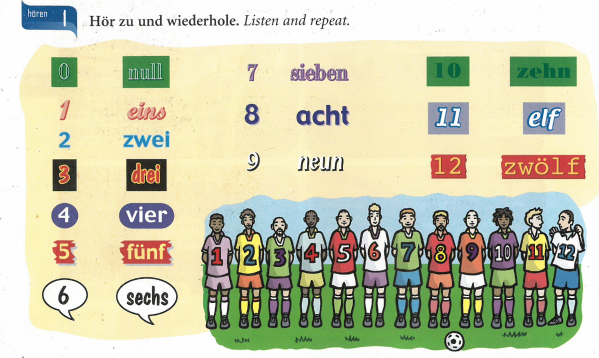 hören 1
Hör zu und wiederhole. Listen and repeat.
0 null
1 eins
2 zwei
3 drei
4 vier
5 fünf
6 sechs
7 sieben
8 acht
9 neun
10 zehn
11 elf
12 zwölf
1 2 3 4 5 6 7 8 9 10 11 12